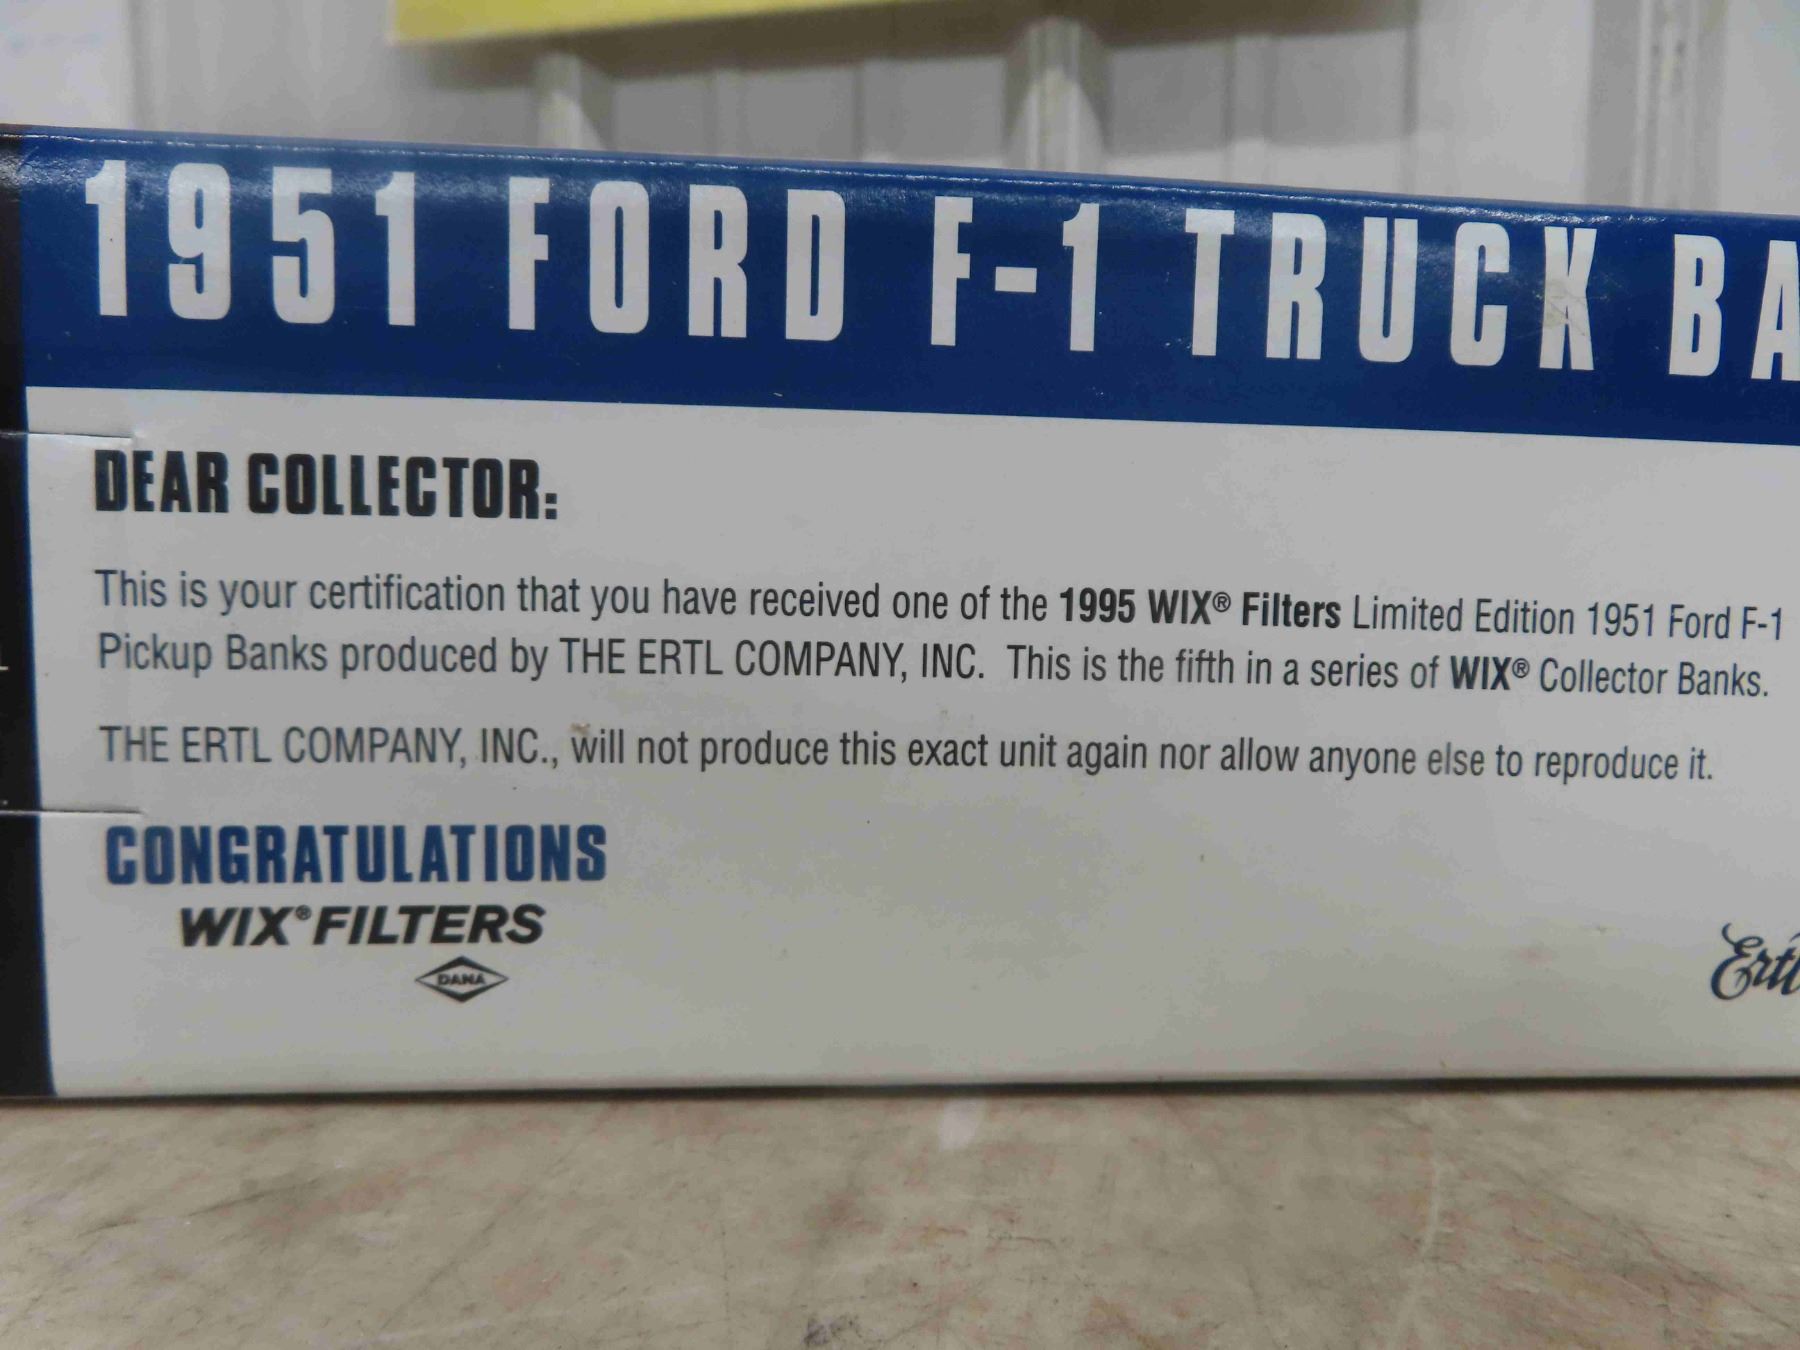 1951 FORD F-1 TRUCK BA
DEAR COLLECTOR:
This is your certification that you have received one of the 1995 WIX® Filters Limited Edition 1951 Ford F-1
Pickup Banks produced by THE ERTL COMPANY, INC. This is the fifth in a series of WIX® Collector Banks.
THE ERTL COMPANY, INC., will not produce this exact unit again nor allow anyone else to reproduce it.
CONGRATULATIONS
WIX® FILTERS
DANA
Ertl